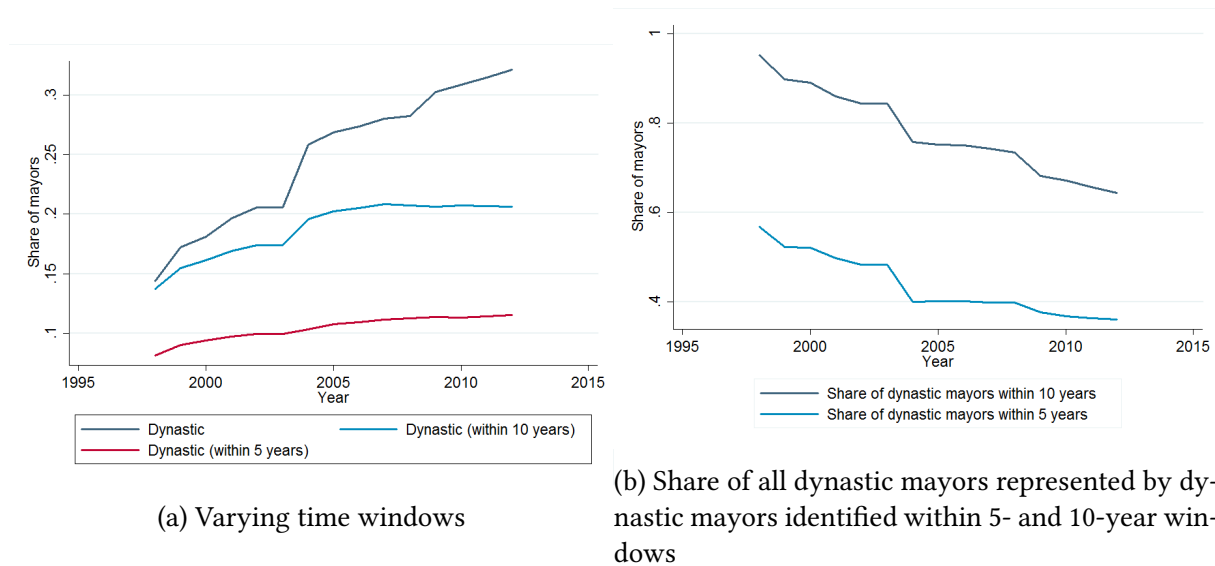 Share of mayors
.3
.25
.2
.15
.1
1995
2000
2005
2010
2015
Year
Dynastic
Dynastic (within 10 years)
Dynastic (within 5 years)
(a) Varying time windows
Share of mayors
1
.8
.6
.4
1995
2000
2005
2010
2015
Year
Share of dynastic mayors within 10 years
Share of dynastic mayors within 5 years
(b) Share of all dynastic mayors represented by dy-
nastic mayors identified within 5- and 10-year win-
dows